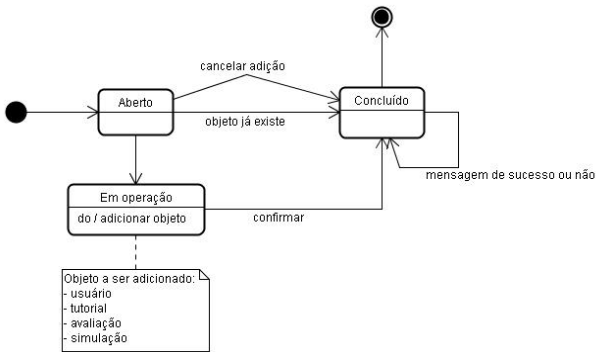 cancelar adição
Aberto
Concluído
objeto já existe
mensagem de sucesso ou não
Em operação
do / adicionar objeto
confirmar
Objeto a ser adicionado:
- usuário
- tutorial
- avaliação
- simulação